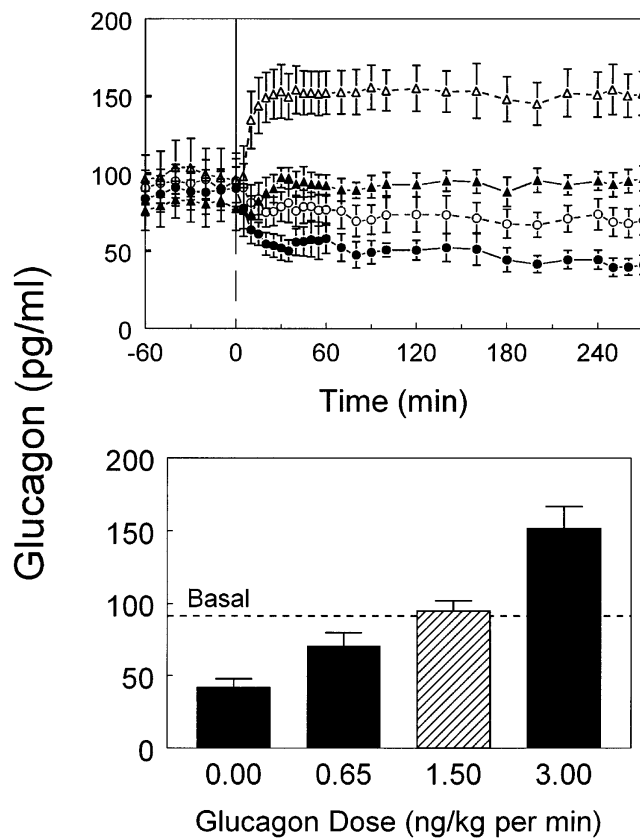 200
150
100
50
0
-60 0 60 120 180 240
Time (min)
Glucagon (pg/ml)
200
150
100
50
0
Basal
0.00 0.65 1.50 3.00
Glucagon Dose (ng/kg per min)